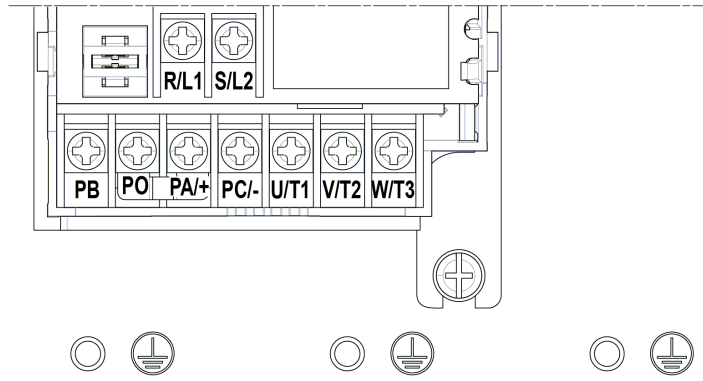 R/L1 S/L2
PB PO PA/+ PC/- U/T1 V/T2 W/T3